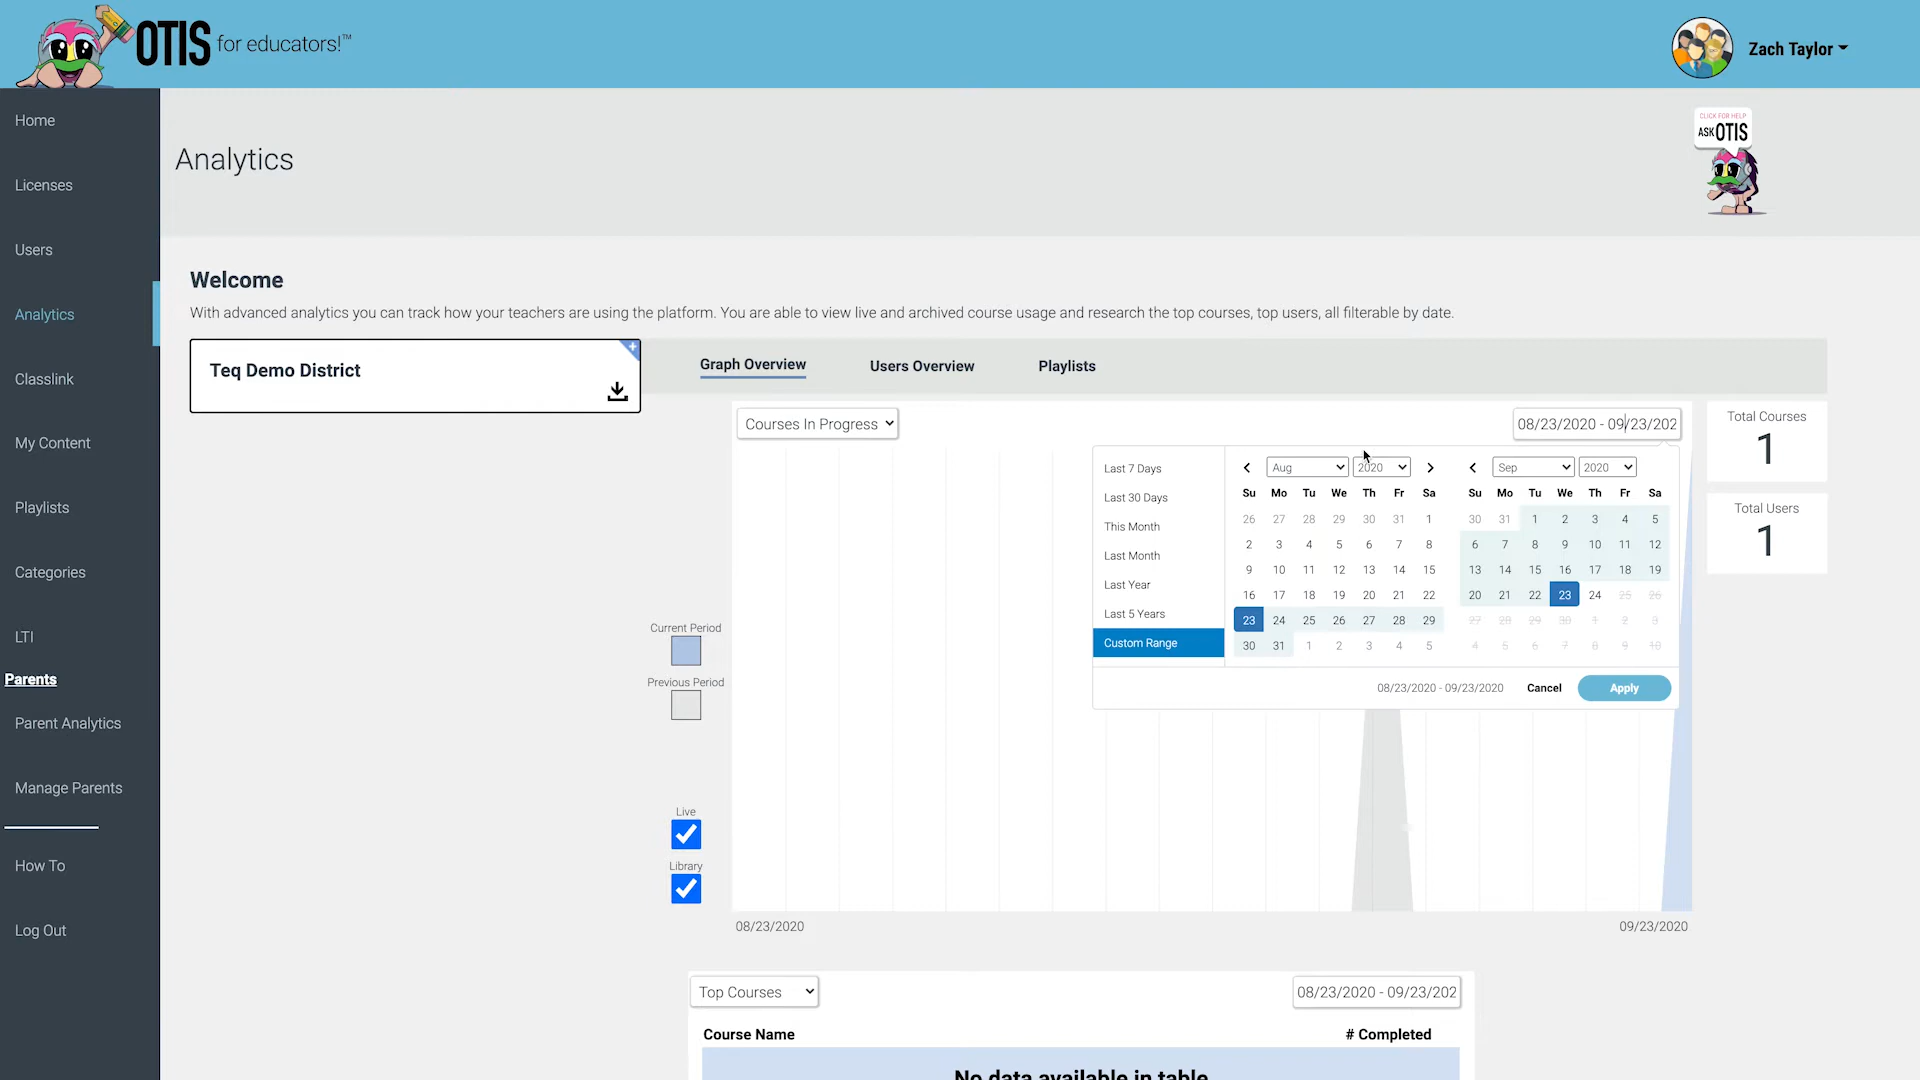 OTIS for educators!™
Zach Taylor
Home
Licenses
Users
Analytics
Classlink
My Content
Playlists
Categories
LTI
Parents
Parent Analytics
Manage Parents
How To
Log Out
Analytics
CLICK FOR HELP
ASK OTIS
Welcome
With advanced analytics you can track how your teachers are using the platform. You are able to view live and archived course usage and research the top courses, top users, all filterable by date.
Teq Demo District
Graph Overview Users Overview Playlists
Courses In Progress
08/23/2020 - 09/23/202
Total Courses
1
Total Users
1
Last 7 Days
Last 30 Days
This Month
Last Month
Last Year
Last 5 Years
Custom Range
Aug 2020
Su Mo Tu We Th Fr Sa
26 27 28 29 30 31 1
2 3 4 5 6 7 8
9 10 11 12 13 14 15
16 17 18 19 20 21 22
23 24 25 26 27 28 29
30 31 1 2 3 4 5
Sep 2020
Su Mo Tu We Th Fr Sa
30 31 1 2 3 4 5
6 7 8 9 10 11 12
13 14 15 16 17 18 19
20 21 22 23 24 25 26
27 28 29 30 1 2 3
4 5 6 7 8 9 10
08/23/2020 - 09/23/2020 Cancel Apply
Current Period
Previous Period
Live
Library
08/23/2020 09/23/2020
Top Courses
08/23/2020 - 09/23/202
Course Name # Completed
No data available in table